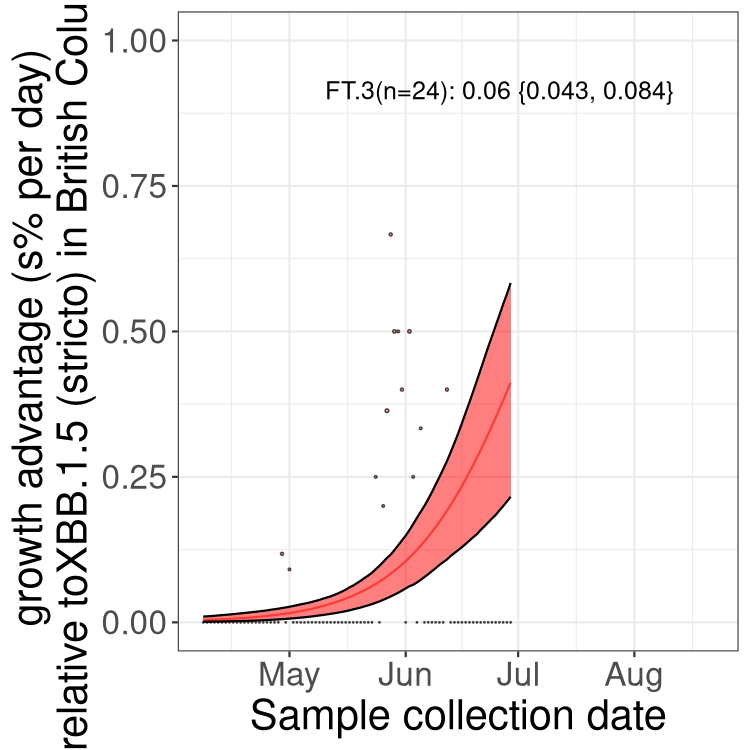 growth advantage (s% per day)
relative toXBB.1.5 (stricto) in British Colu
1.00
0.75
0.50
0.25
0.00
FT.3(n=24): 0.06 {0.043, 0.084}
May Jun Jul Aug
Sample collection date